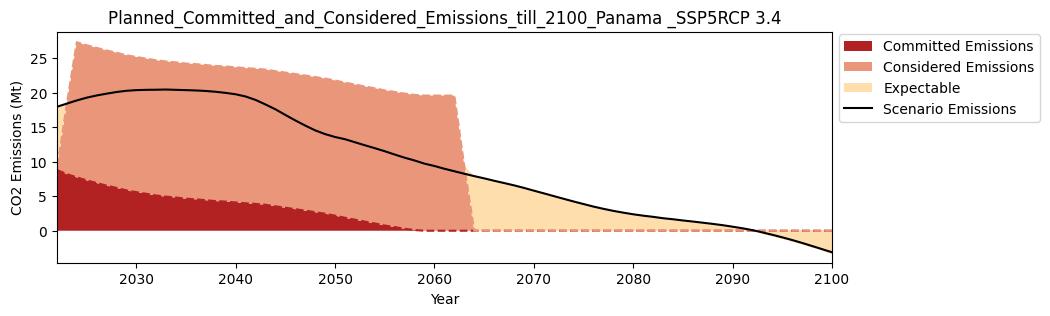 Planned_Committed_and_Considered_Emissions_till_2100_Panama _SSP5RCP 3.4
CO2 Emissions (Mt)
25
20
15
10
5
0
2030 2040 2050 2060 2070 2080 2090 2100
Year
Committed Emissions
Considered Emissions
Expectable
Scenario Emissions